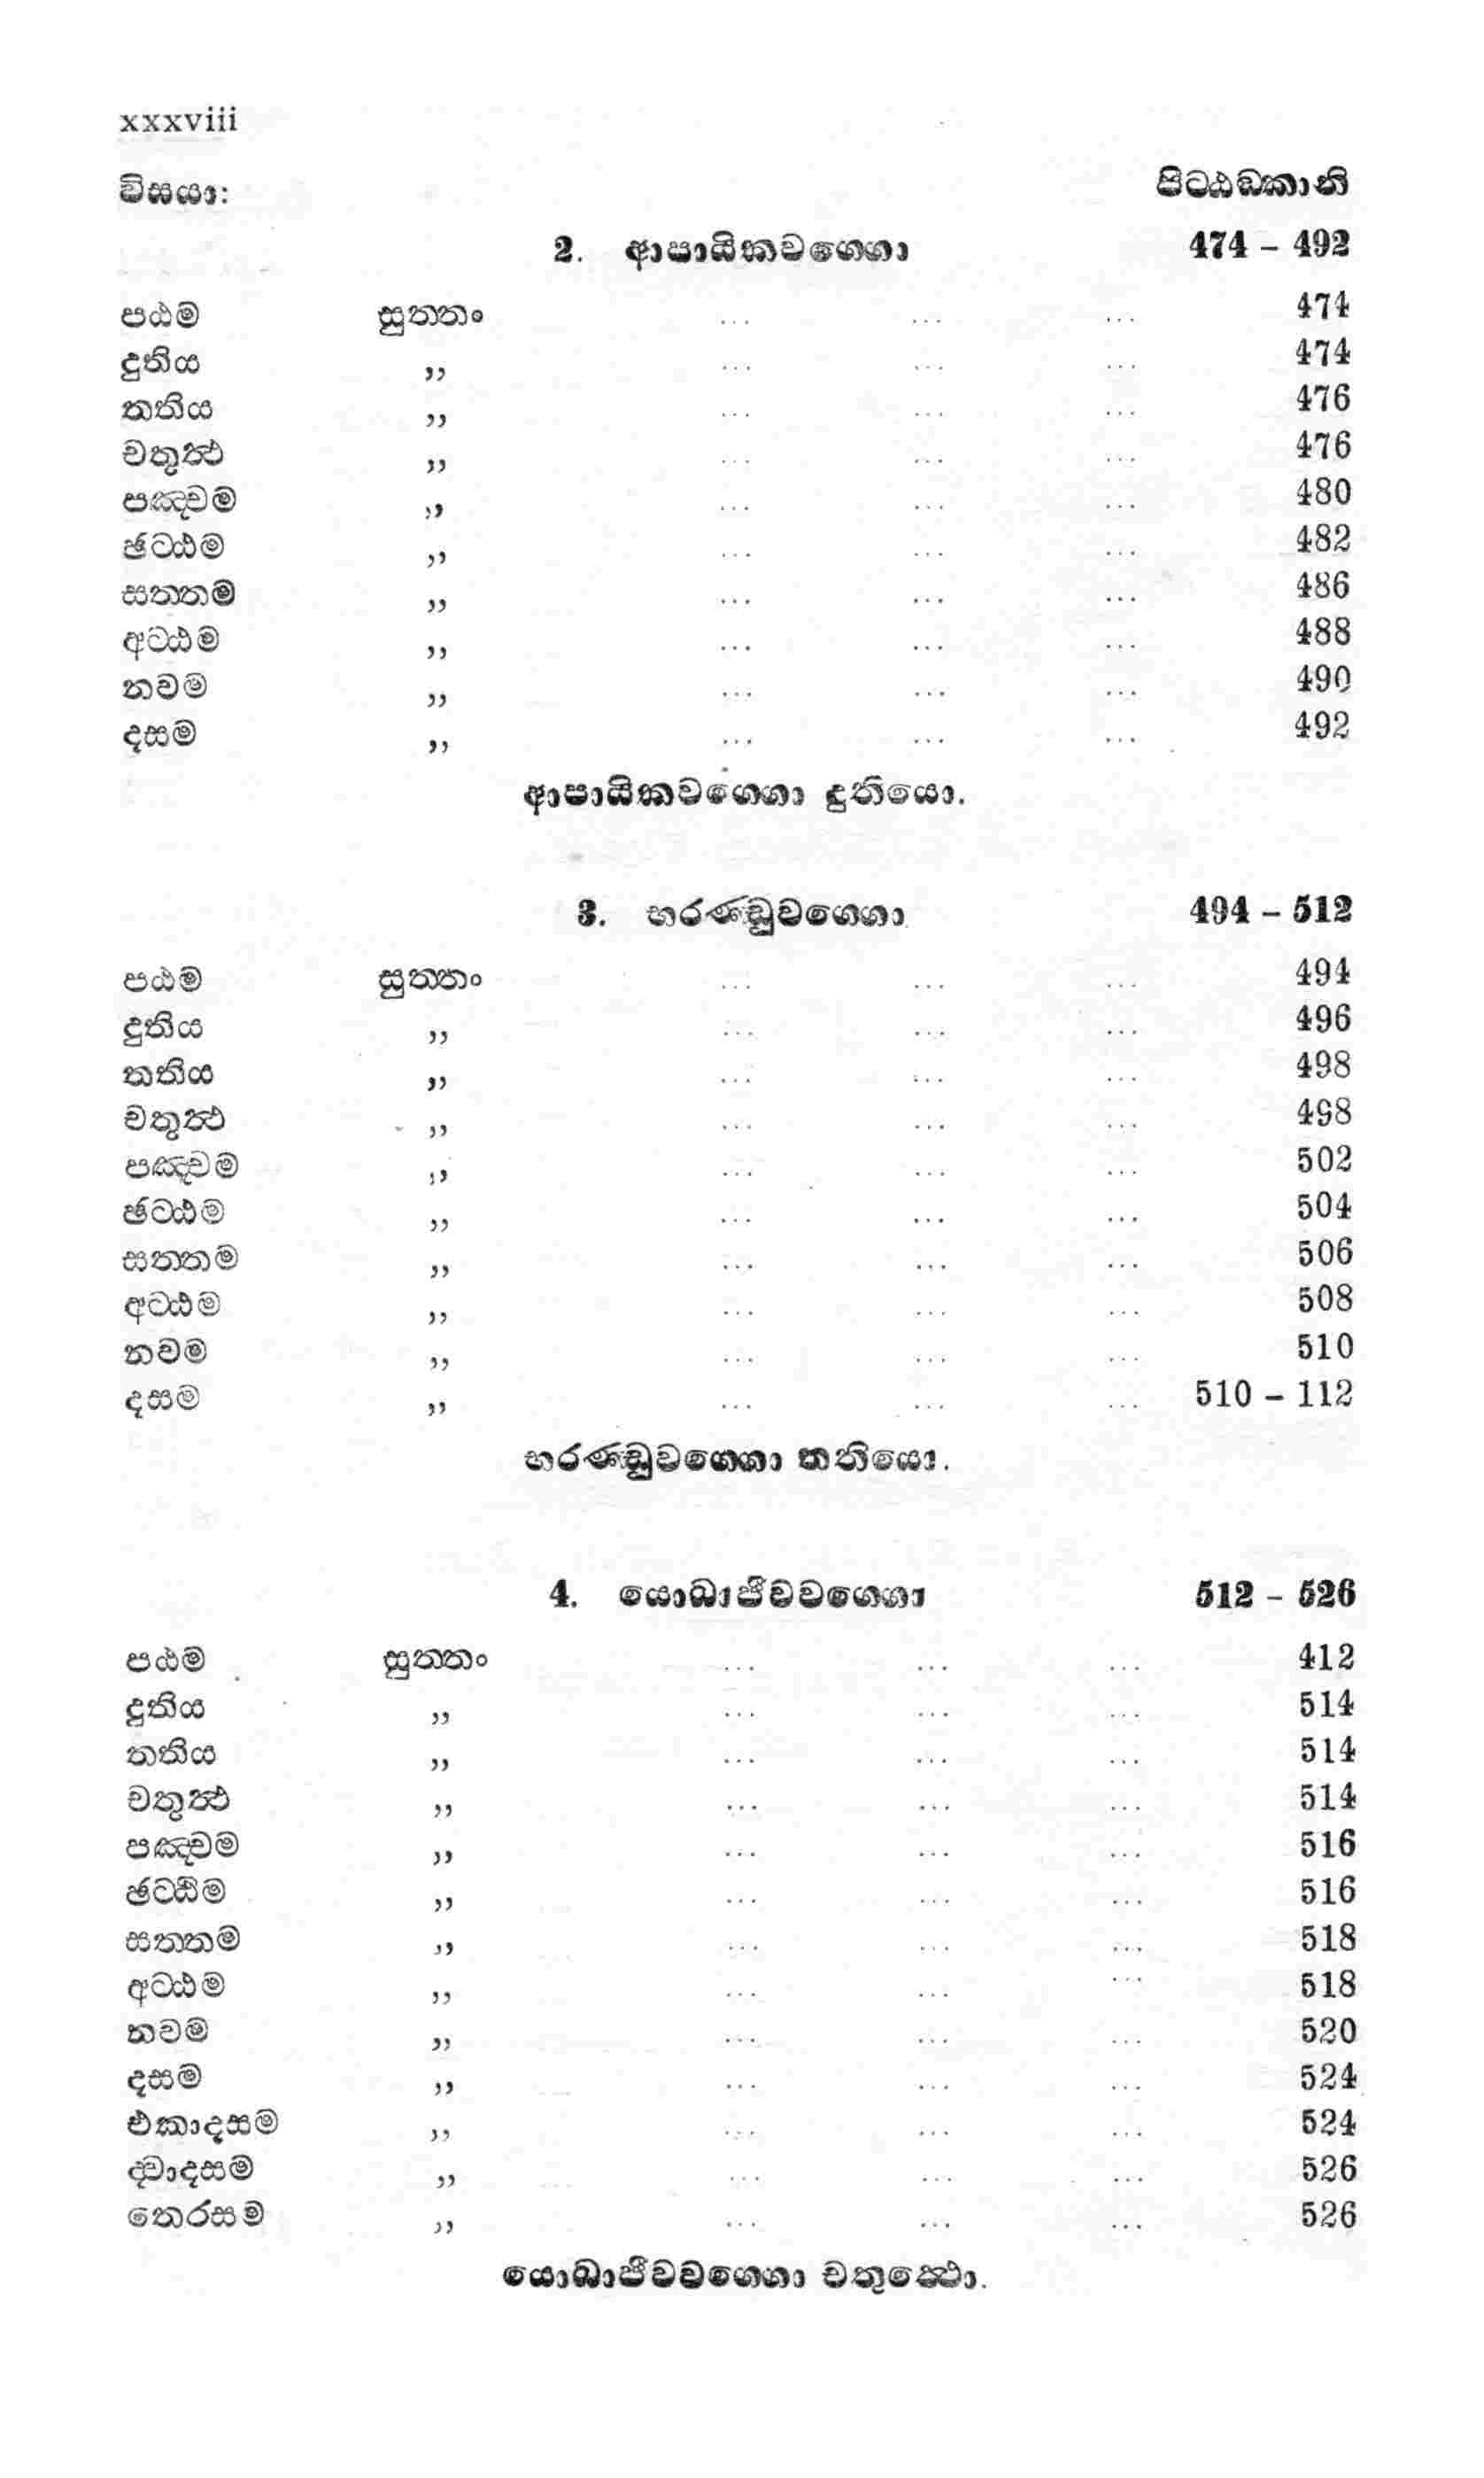 xxxviii
විසයා: පිටඨඞකානි
2. ආපායිකවගෙගා 474 – 492
පඨම සුත්තං ... ... ... 474
දුතිය ,, ... ... ... 474
තතිය ,, ... ... ... 476
චතුත්‍ථ ,, ... ... ... 476
පඤ්චම ,, ... ... ... 480
ඡට්ඨම ,, ... ... ... 482
සත්තම ,, ... ... ... 486
අට්ඨම ,, ... ... ... 488
නවම ,, ... ... ... 490
දසම ,, ... ... ... 492
ආපායිකවගෙගා දුතියො.
3. භරණ්ඩුවගෙගා 494 – 512
පඨම සුත්තං ... ... ... 494
දුතිය ,, ... ... ... 496
තතිය ,, ... ... ... 498
චතුත්‍ථ ,, ... ... ... 498
පඤ්චම ,, ... ... ... 502
ඡට්ඨම ,, ... ... ... 504
සත්තම ,, ... ... ... 506
අට්ඨම ,, ... ... ... 508
නවම ,, ... ... ... 510
දසම ,, ... ... ... 510 – 112
භරණ්ඩුවගෙගා තතියො.
4. යොධාජීවවගෙගා 512 – 526
පඨම සුත්තං ... ... ... 412
දුතිය ,, ... ... ... 514
තතිය ,, ... ... ... 514
චතුත්‍ථ ,, ... ... ... 514
පඤ්චම ,, ... ... ... 516
ඡට්ඨම ,, ... ... ... 516
සත්තම ,, ... ... ... 518
අට්ඨම ,, ... ... ... 518
නවම ,, ... ... ... 520
දසම ,, ... ... ... 524
එකාදසම ,, ... ... ... 524
ද්වාදසම ,, ... ... ... 526
තෙරසම ,, ... ... ... 526
යොධාජීවවගෙගා චතුත්‍ථො.